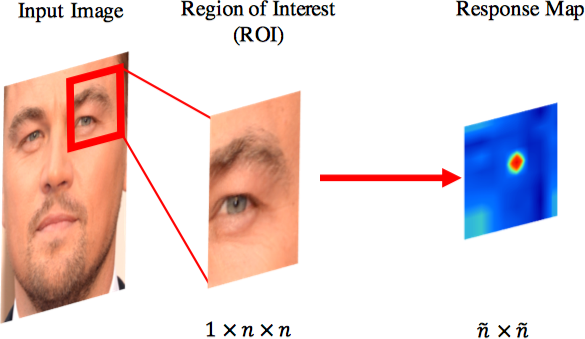 Input Image
Region of Interest
(ROI)
Response Map
1 × n × n
ñ × ñ